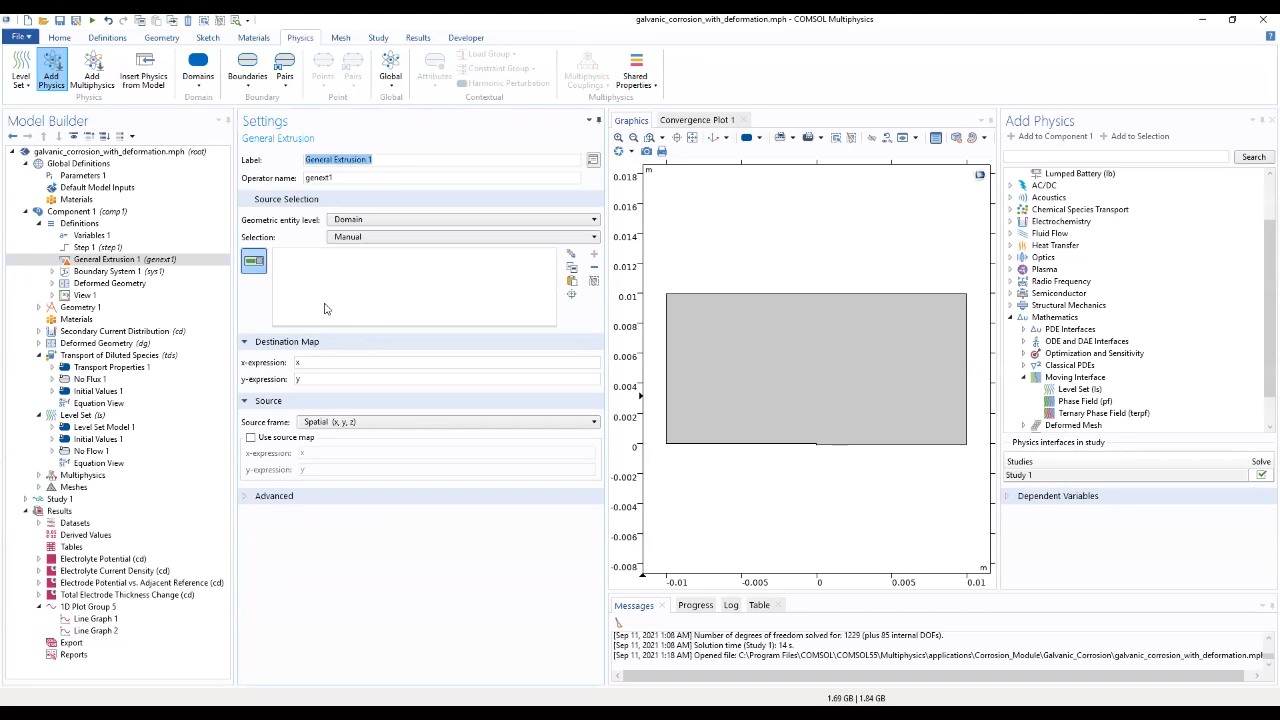 galvanic_corrosion_with_deformation.mph - COMSOL Multiphysics
File Home Definitions Geometry Sketch Materials Physics Mesh Study Results Developer
Level Set
Add Physics
Add Multiphysics
Insert Physics from Model
Physics
Domains
Domain
Boundaries
Pairs
Boundary
Points
Pairs
Point
Global
Global
Attributes
Load Group
Constraint Group
Harmonic Perturbation
Contextual
Multiphysics Couplings
Shared Properties
Multiphysics
Model Builder
galvanic_corrosion_with_deformation.mph (root)
Global Definitions
Parameters 1
Default Model Inputs
Materials
Component 1 (comp1)
Definitions
a= Variables 1
Step 1 (step1)
General Extrusion 1 (genext1)
Boundary System 1 (sys1)
Deformed Geometry
View 1
Geometry 1
Materials
Secondary Current Distribution (cd)
Deformed Geometry (dg)
Transport of Diluted Species (tds)
Transport Properties 1
No Flux 1
Initial Values 1
Equation View
Level Set (ls)
Level Set Model 1
Initial Values 1
No Flow 1
Equation View
Multiphysics
Meshes
Study 1
Results
Datasets
Derived Values
Tables
Electrolyte Potential (cd)
Electrolyte Current Density (cd)
Electrode Potential vs. Adjacent Reference (cd)
Total Electrode Thickness Change (cd)
1D Plot Group 5
Line Graph 1
Line Graph 2
Export
Reports
Settings
General Extrusion
Label: General Extrusion 1
Operator name: genext1
Source Selection
Geometric entity level: Domain
Selection: Manual
Destination Map
x-expression: x
y-expression: y
Source
Source frame: Spatial (x, y, z)
Use source map
x-expression: x
y-expression: y
Advanced
Graphics Convergence Plot 1
m
0.018
0.016
0.014
0.012
0.01
0.008
0.006
0.004
0.002
0
-0.002
-0.004
-0.006
-0.008
m
-0.01 -0.005 0 0.005 0.01
Messages Progress Log Table
[Sep 11, 2021 1:08 AM] Number of degrees of freedom solved for: 1229 (plus 85 internal DOFs).
[Sep 11, 2021 1:08 AM] Solution time (Study 1): 14 s.
[Sep 11, 2021 1:18 AM] Opened file: C:\Program Files\COMSOL\COMSOL55\Multiphysics\applications\Corrosion_Module\Galvanic_Corrosion\galvanic_corrosion_with_deformation.mpl
Add Physics
+ Add to Component 1 + Add to Selection
Search
Lumped Battery (lb)
AC/DC
Acoustics
Chemical Species Transport
Electrochemistry
Fluid Flow
Heat Transfer
Optics
Plasma
Radio Frequency
Semiconductor
Structural Mechanics
Δu Mathematics
PDE Interfaces
ODE and DAE Interfaces
Optimization and Sensitivity
Classical PDEs
Moving Interface
Level Set (ls)
Phase Field (pf)
Ternary Phase Field (terpf)
Deformed Mesh
Physics interfaces in study
Studies Solve
Study 1
Dependent Variables
1.69 GB | 1.84 GB